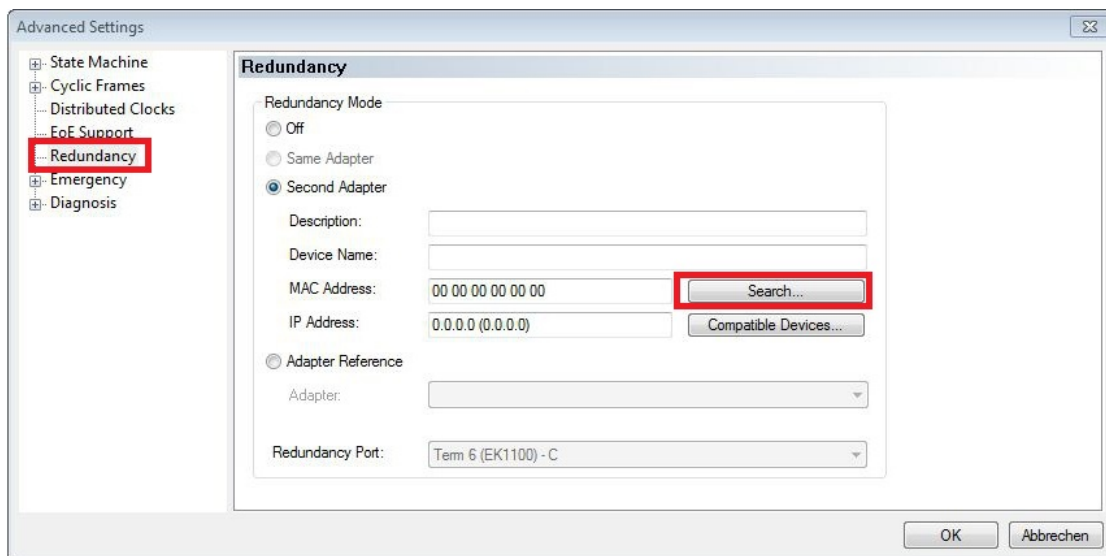 Advanced Settings
State Machine
Cyclic Frames
Distributed Clocks
EoE Support
Redundancy
Emergency
Diagnosis
Redundancy
Redundancy Mode
Off
Same Adapter
Second Adapter
Description:
Device Name:
MAC Address: 00 00 00 00 00 00 Search...
IP Address: 0.0.0.0 (0.0.0.0) Compatible Devices...
Adapter Reference
Adapter:
Redundancy Port: Term 6 (EK1100) - C
OK Abbrechen